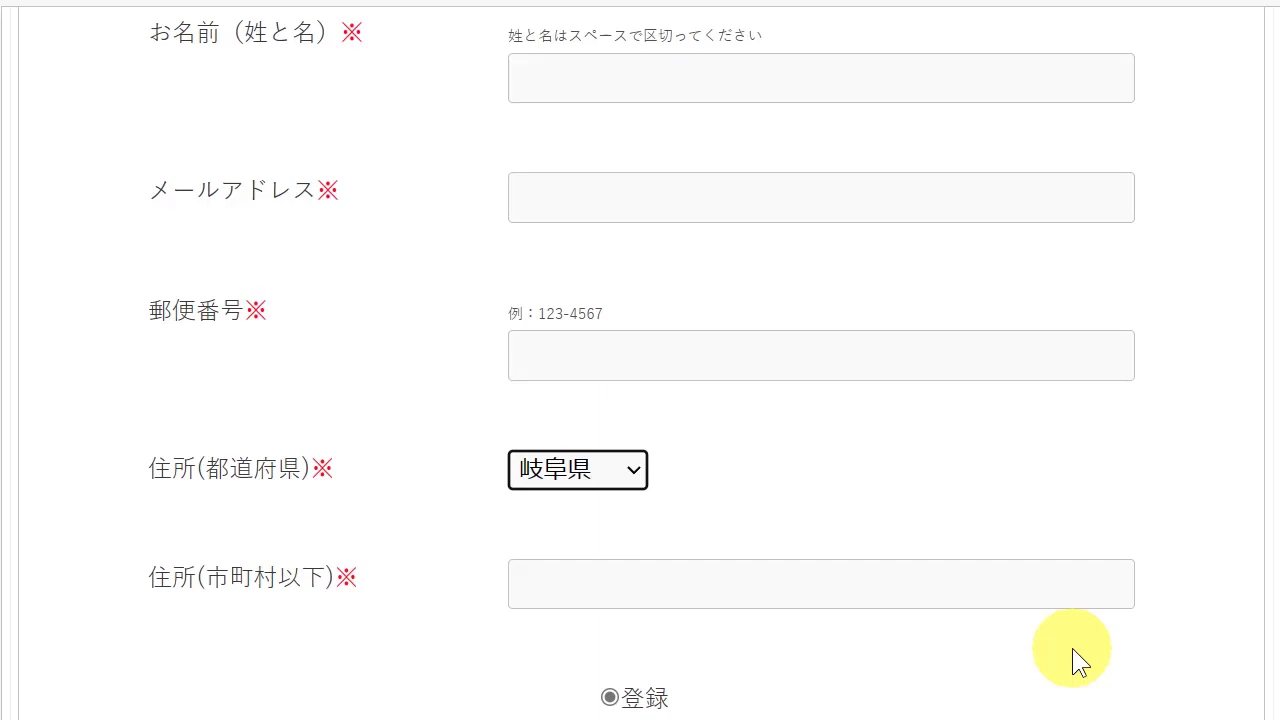 お名前（姓と名）※
姓と名はスペースで区切ってください
メールアドレス※
郵便番号※
例：123-4567
住所(都道府県)※
岐阜県
住所(市町村以下)※
登録